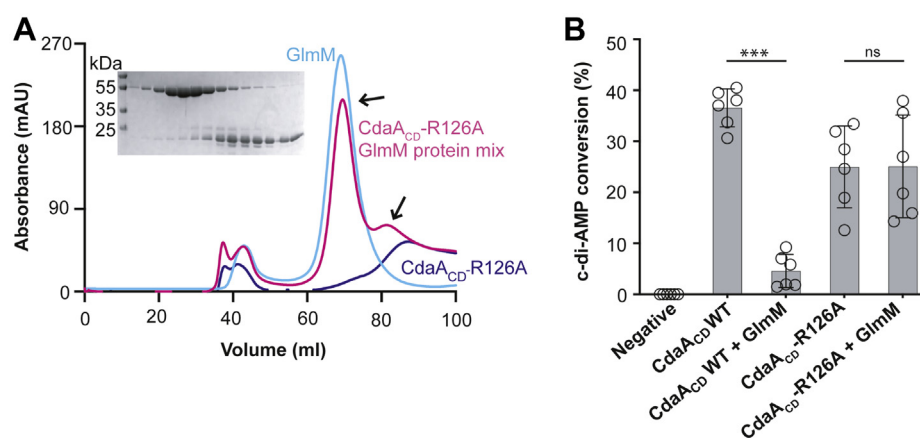 A
270
180
90
0
Absorbance (mAU)
kDa
55
35
25
GlmM
CdaA_CD-R126A
GlmM protein mix
CdaA_CD-R126A
0 20 40 60 80 100
Volume (ml)
B
50
40
30
20
10
0
c-di-AMP conversion (%)
*** ns
Negative
CdaA_CD WT
CdaA_CD WT + GlmM
CdaA_CD-R126A
CdaA_CD-R126A + GlmM